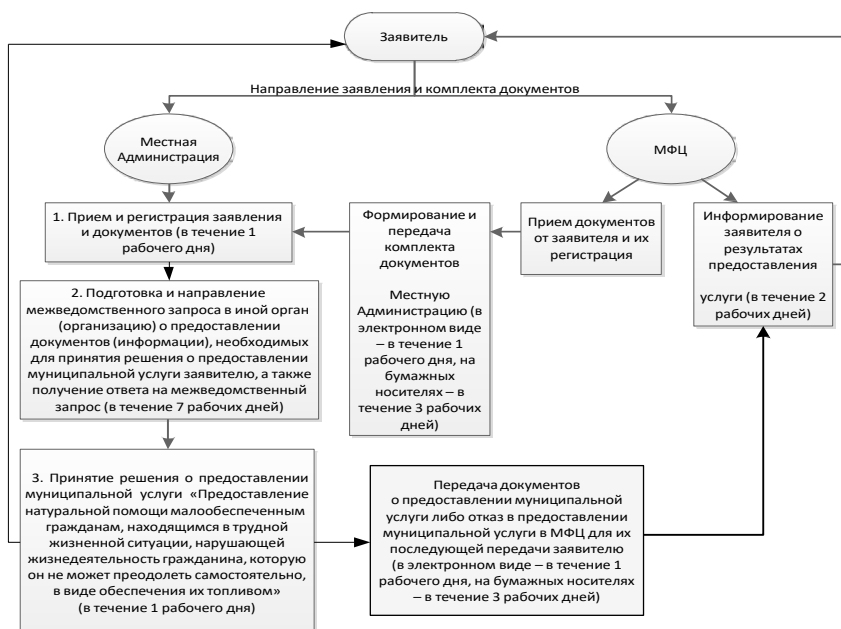 Заявитель
Направление заявления и комплекта документов
Местная
Администрация
МФЦ
1. Прием и регистрация заявления
и документов (в течение 1
рабочего дня)
Формирование и
передача
комплекта
документов
Местную
Администрацию (в
электронном виде
– в течение 1
рабочего дня, на
бумажных
носителях – в
течение 3 рабочих
дней)
Прием документов
от заявителя и их
регистрация
Информирование
заявителя о
результатах
предоставления
услуги (в течение 2
рабочих дней)
2. Подготовка и направление
межведомственного запроса в иной орган
(организацию) о предоставлении
документов (информации), необходимых
для принятия решения о предоставлении
муниципальной услуги заявителю, а также
получение ответа на межведомственный
запрос (в течение 7 рабочих дней)
3. Принятие решения о предоставлении
муниципальной услуги «Предоставление
натуральной помощи малообеспеченным
гражданам, находящимся в трудной
жизненной ситуации, нарушающей
жизнедеятельность гражданина, которую
он не может преодолеть самостоятельно,
в виде обеспечения их топливом»
(в течение 1 рабочего дня)
Передача документов
о предоставлении муниципальной
услуги либо отказ в предоставлении
муниципальной услуги в МФЦ для их
последующей передачи заявителю
(в электронном виде – в течение 1
рабочего дня, на бумажных носителях
– в течение 3 рабочих дней)